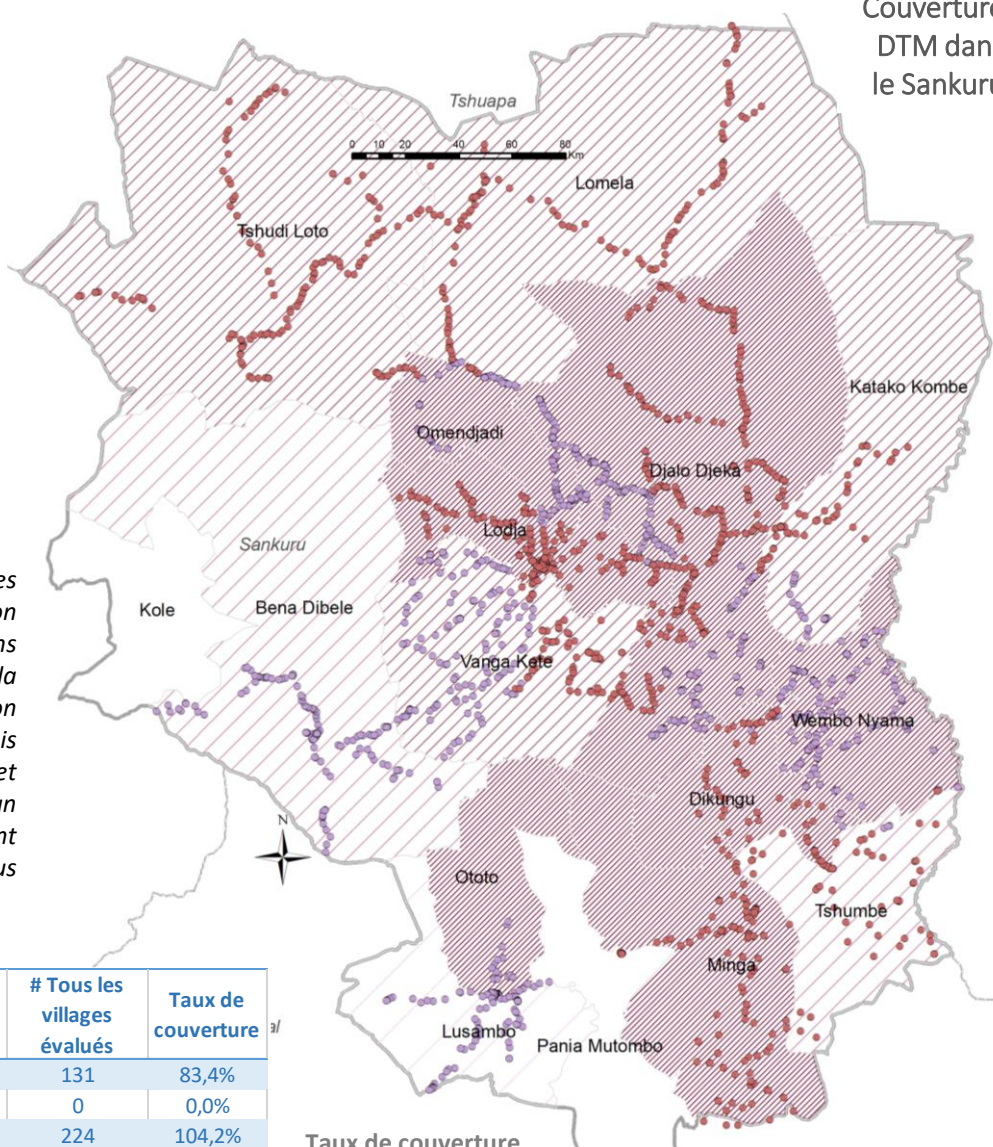 Couverture
DTM dan
le Sankuru
Tshuapa
0 10 20 40 60 80
Km
Lomela
Tshudi Loto
Katako Kombe
Omendjadi
Djalo Djeka
Lodja
Sankuru
Kole
Bena Dibele
Vanga Kete
Wembo Nyama
Dikungu
N
Ototo
Tshumbe
Minga
Lusambo
Pania Mutombo
es
on
ns
la
on
is
et
un
nt
us
# Tous les
villages
évalués
Taux de
couverture
al
131 83,4%
0 0,0%
224 104,2%
Taux de couverture